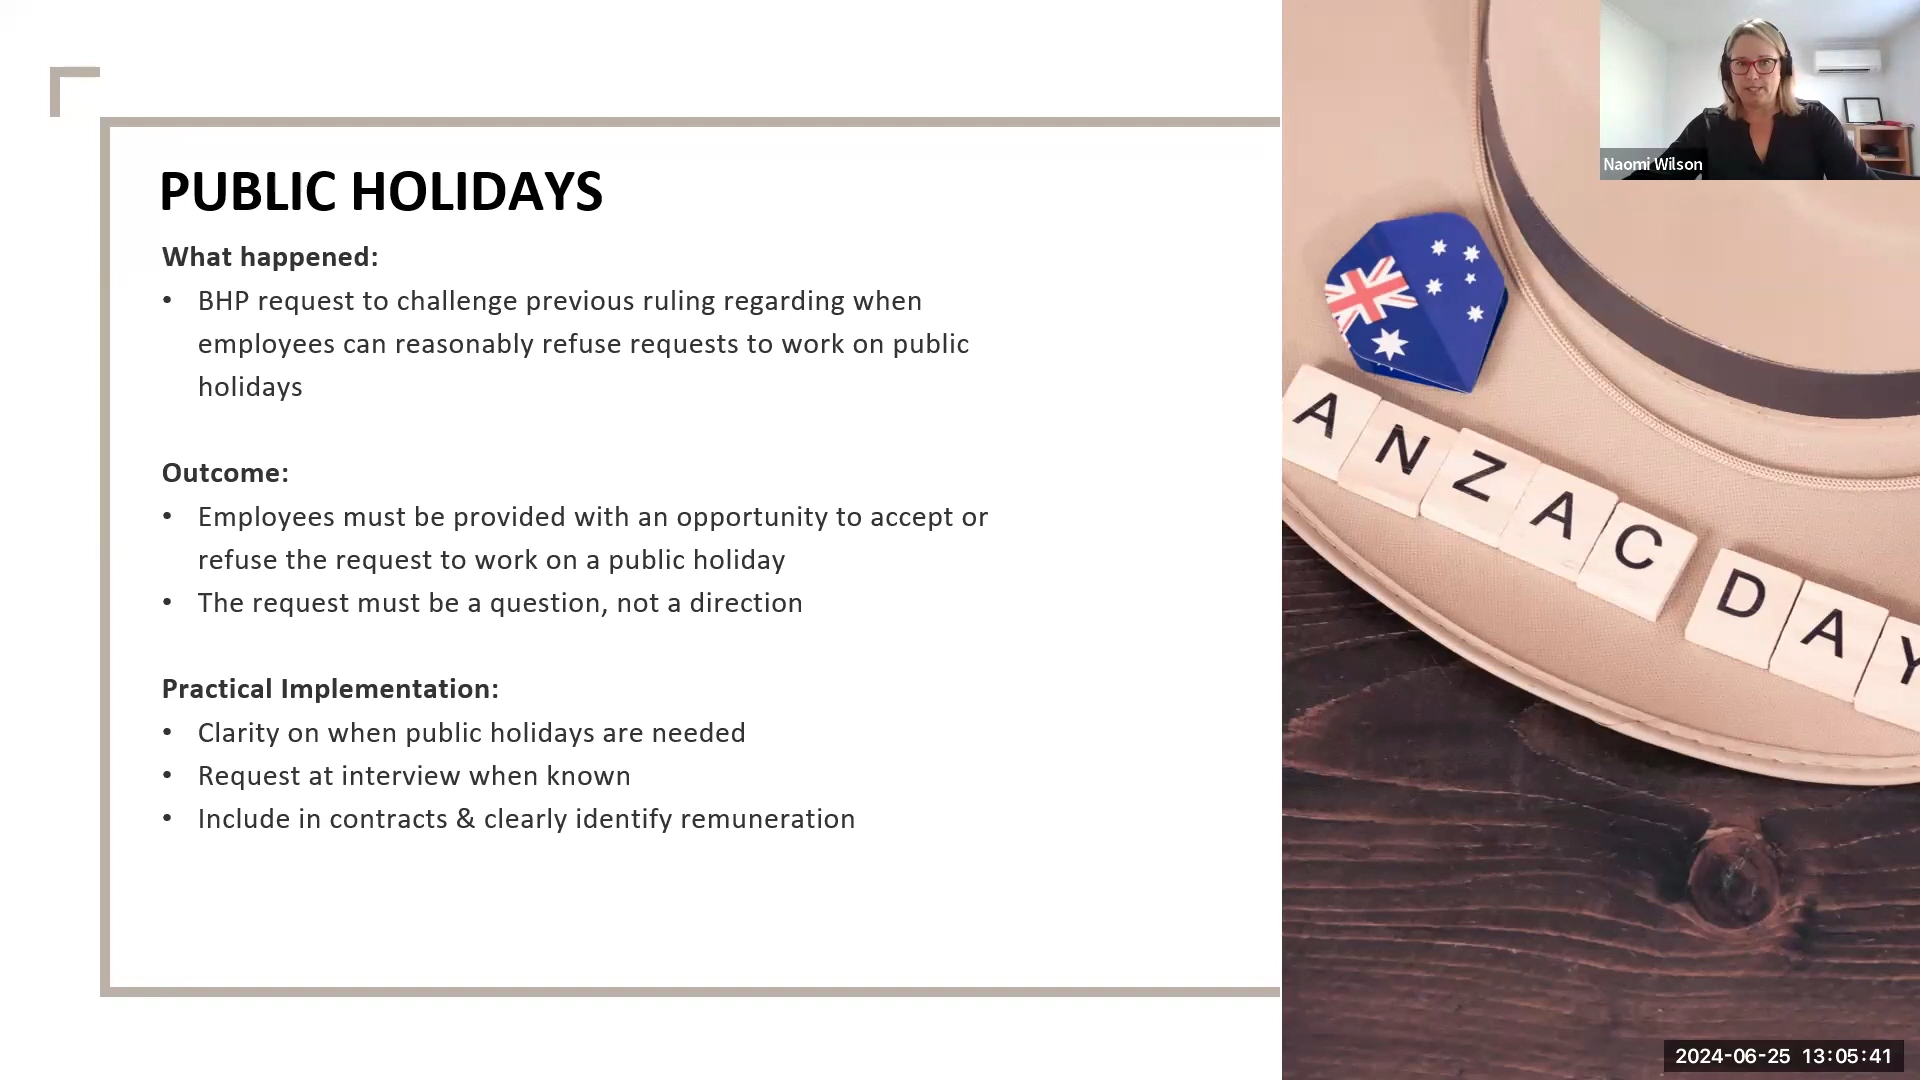 PUBLIC HOLIDAYS
What happened:
• BHP request to challenge previous ruling regarding when
employees can reasonably refuse requests to work on public
holidays
Outcome:
• Employees must be provided with an opportunity to accept or
refuse the request to work on a public holiday
• The request must be a question, not a direction
Practical Implementation:
• Clarity on when public holidays are needed
• Request at interview when known
• Include in contracts & clearly identify remuneration
Naomi Wilson
ANZAC DAY
2024-06-25 13:05:41